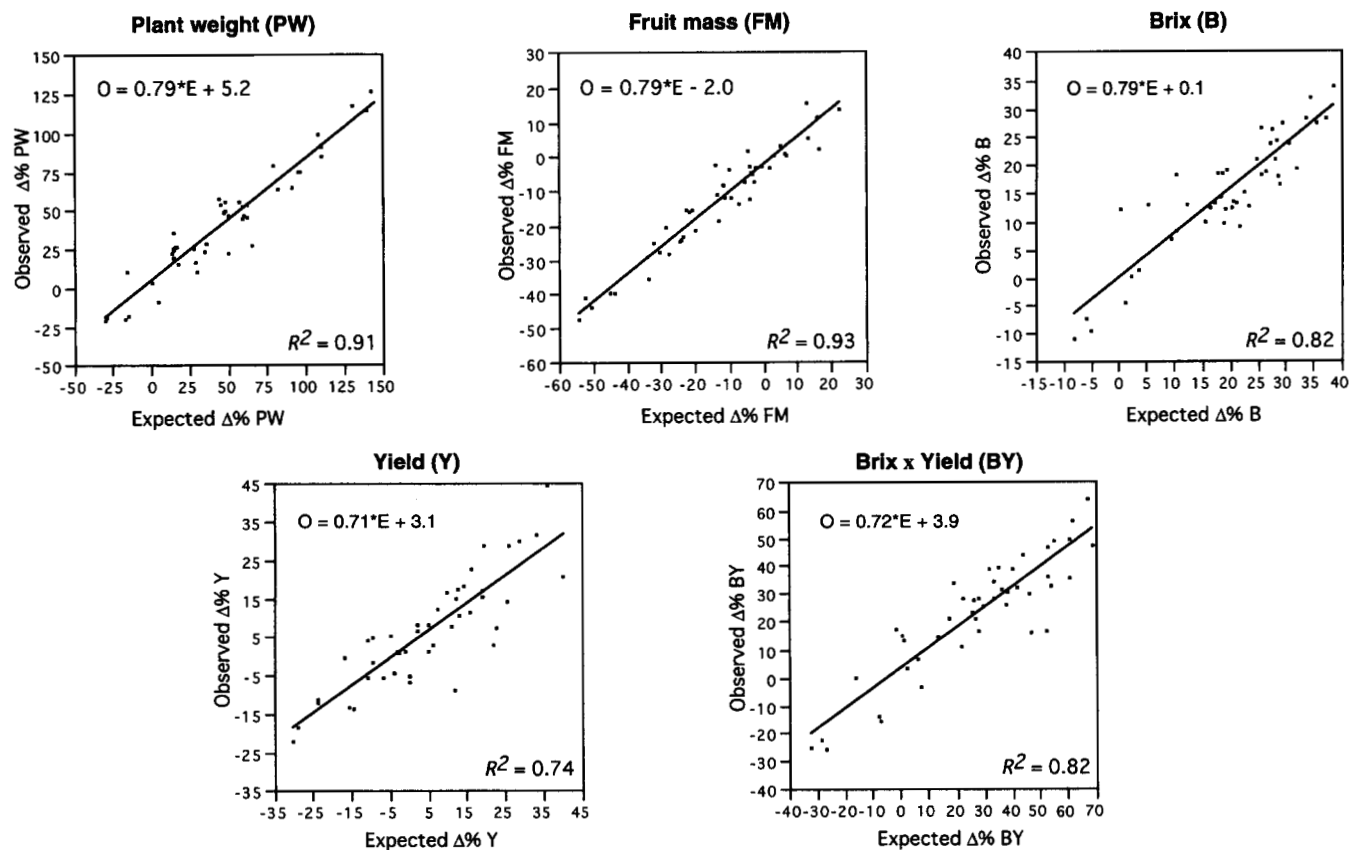 Plant weight (PW)
150
125
100
75
50
25
0
-25
-50
Observed Δ% PW
O = 0.79*E + 5.2
R² = 0.91
-50 -25 0 25 50 75 100 125 150
Expected Δ% PW
Fruit mass (FM)
30
20
10
0
-10
-20
-30
-40
-50
-60
Observed Δ% FM
O = 0.79*E - 2.0
R² = 0.93
-60 -50 -40 -30 -20 -10 0 10 20 30
Expected Δ% FM
Brix (B)
40
35
30
25
20
15
10
5
0
-5
-10
-15
Observed Δ% B
O = 0.79*E + 0.1
R² = 0.82
-15 -10 -5 0 5 10 15 20 25 30 35 40
Expected Δ% B
Yield (Y)
45
35
25
15
5
-5
-15
-25
-35
Observed Δ% Y
O = 0.71*E + 3.1
R² = 0.74
-35 -25 -15 -5 5 15 25 35 45
Expected Δ% Y
Brix x Yield (BY)
70
60
50
40
30
20
10
0
-10
-20
-30
-40
Observed Δ% BY
O = 0.72*E + 3.9
R² = 0.82
-40 -30 -20 -10 0 10 20 30 40 50 60 70
Expected Δ% BY